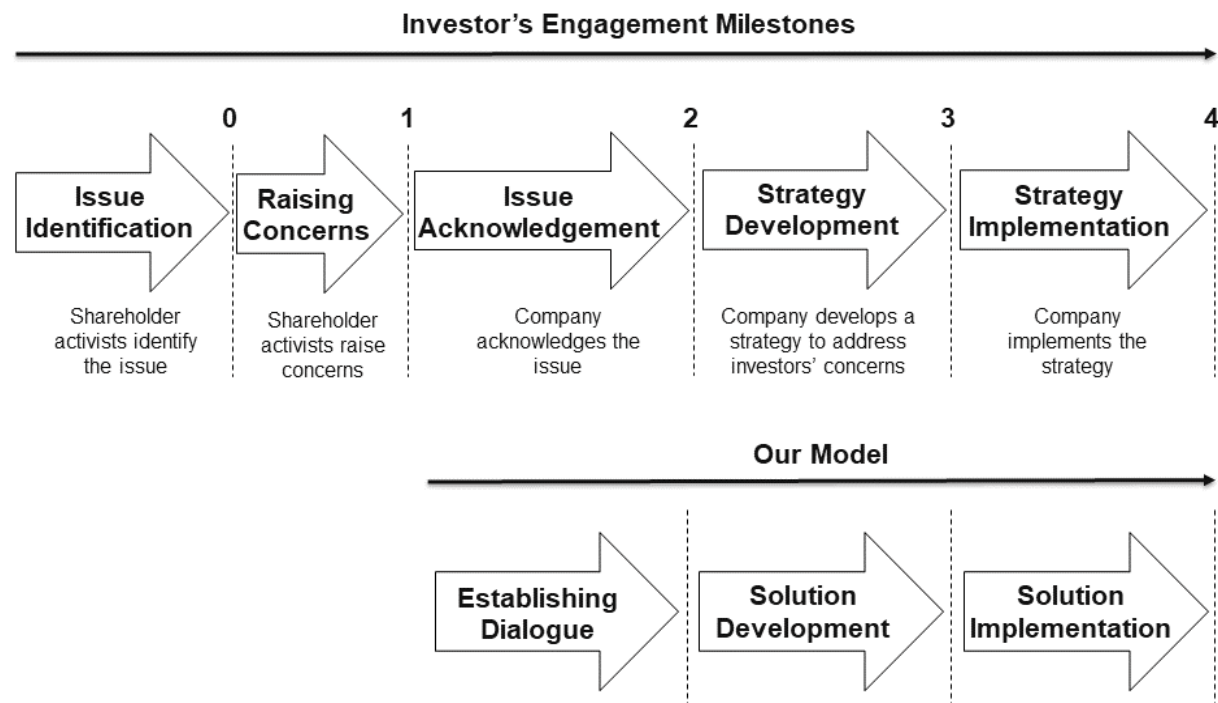 Investor's Engagement Milestones
0 1 2 3 4
Issue
Identification
Raising
Concerns
Issue
Acknowledgement
Strategy
Development
Strategy
Implementation
Shareholder
activists identify
the issue
Shareholder
activists raise
concerns
Company
acknowledges the
issue
Company develops a
strategy to address
investors' concerns
Company
implements the
strategy
Our Model
Establishing
Dialogue
Solution
Development
Solution
Implementation